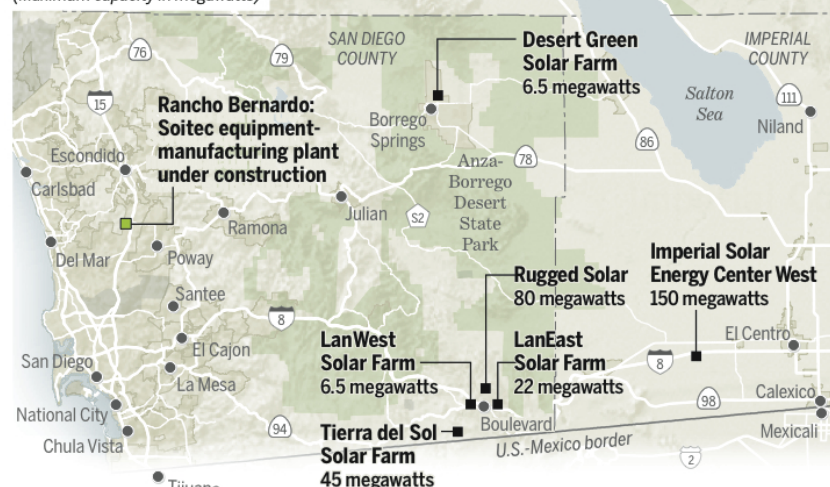 (Maximum capacity in megawatts)
SAN DIEGO
COUNTY
IMPERIAL
COUNTY
76
79
15
111
86
78
S2
8
8
94
98
2
Desert Green
Solar Farm
6.5 megawatts
Rancho Bernardo:
Soitec equipment-
manufacturing plant
under construction
Salton
Sea
Niland
Borrego
Springs
Anza-
Borrego
Desert
State
Park
Escondido
Carlsbad
Julian
Ramona
Del Mar
Poway
Santee
Imperial Solar
Energy Center West
150 megawatts
Rugged Solar
80 megawatts
LanWest
Solar Farm
6.5 megawatts
LanEast
Solar Farm
22 megawatts
El Centro
San Diego
El Cajon
La Mesa
National City
Chula Vista
Boulevard
Calexico
Mexicali
Tierra del Sol
Solar Farm
45 megawatts
U.S.-Mexico border
Tijuana